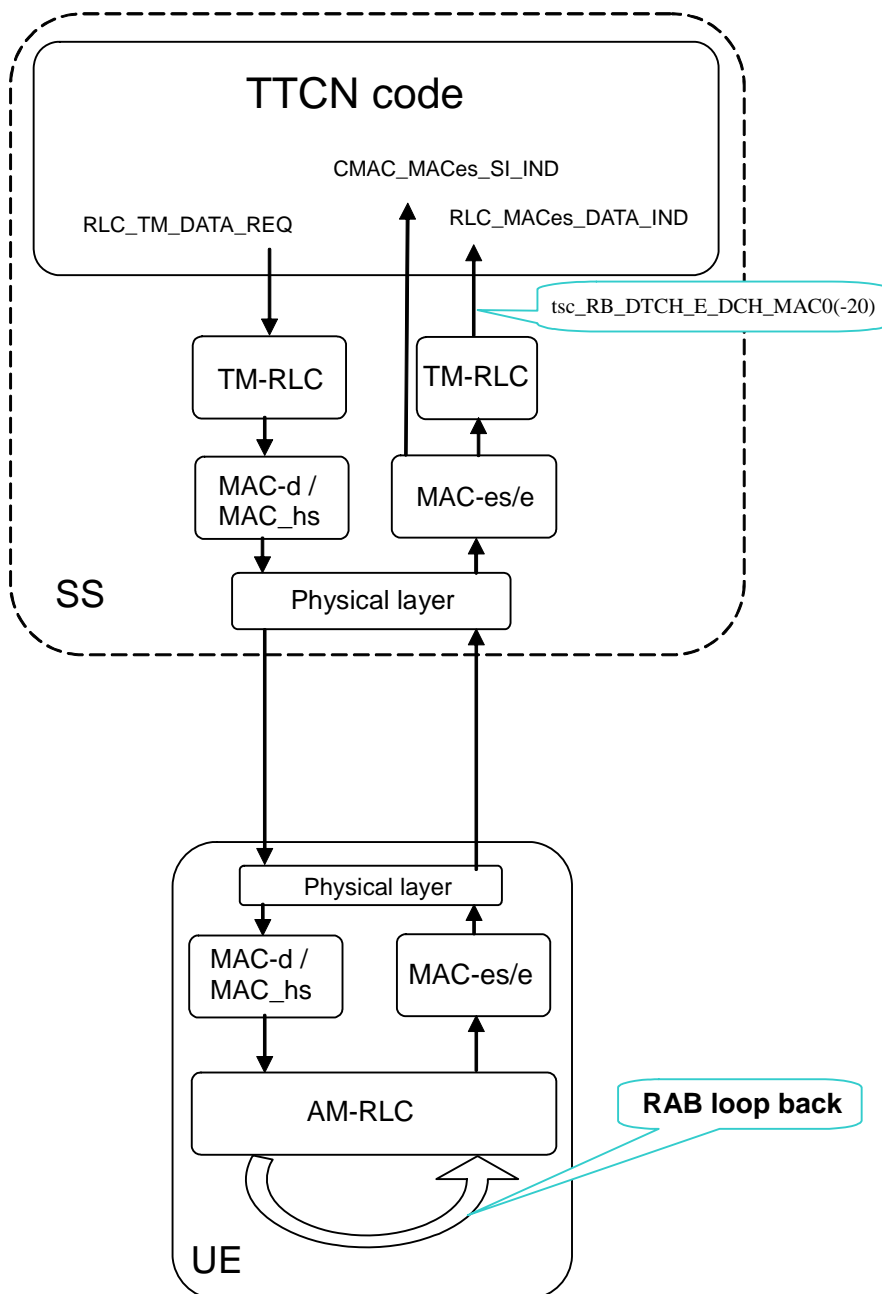 TTCN code
CMAC_MACes_SI_IND
RLC_TM_DATA_REQ
RLC_MACes_DATA_IND
tsc_RB_DTCH_E_DCH_MAC0(-20)
TM-RLC
TM-RLC
MAC-d /
MAC_hs
MAC-es/e
SS
Physical layer
Physical layer
MAC-d /
MAC_hs
MAC-es/e
AM-RLC
RAB loop back
UE